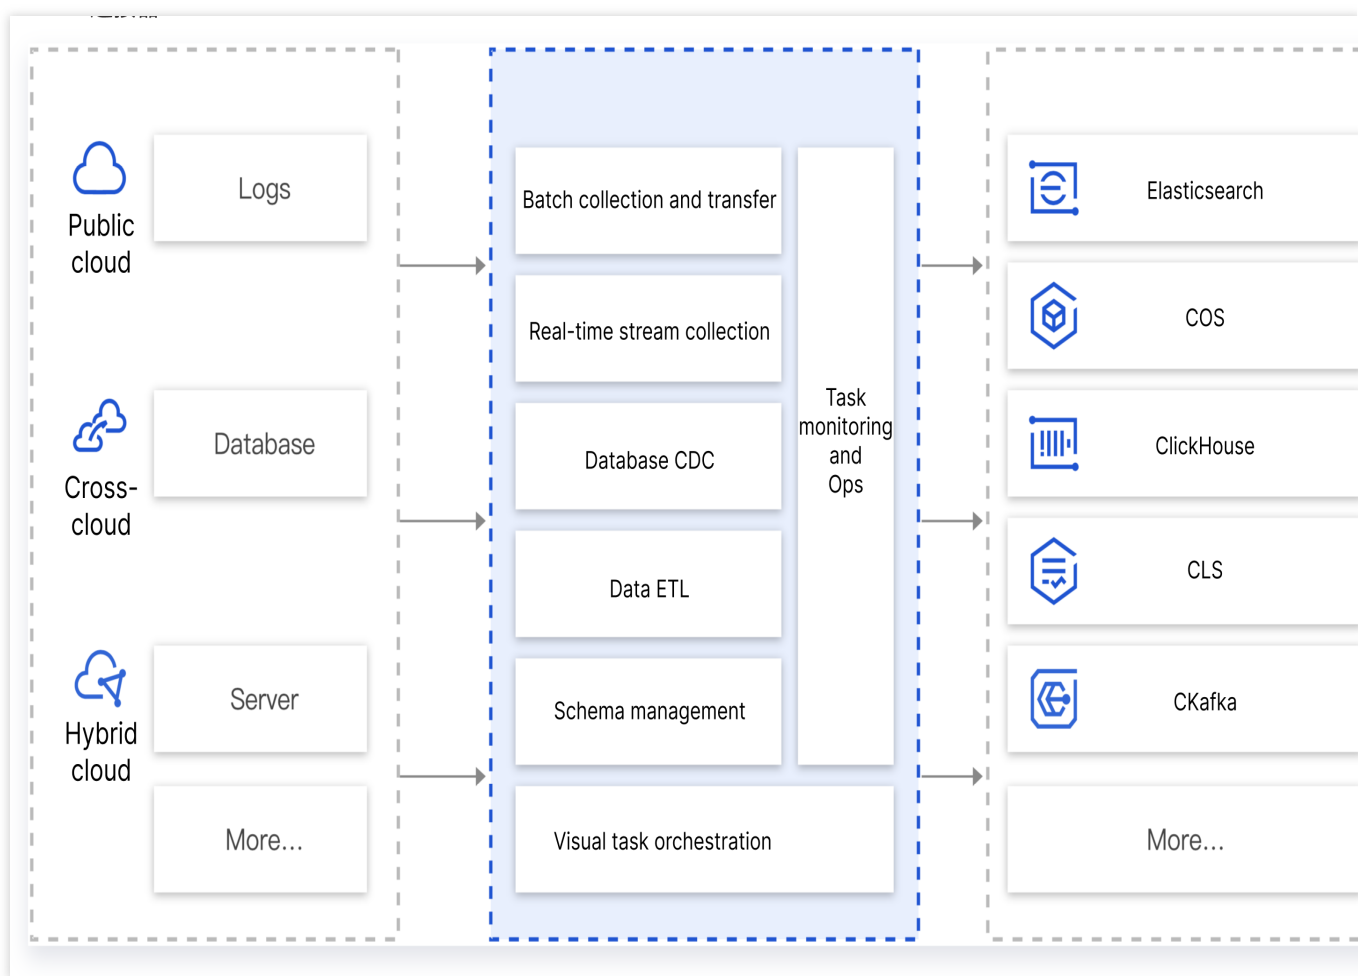 Public
cloud
Logs
Cross-
cloud
Database
Hybrid
cloud
Server
More...
Batch collection and transfer
Real-time stream collection
Database CDC
Data ETL
Schema management
Task
monitoring
and
Ops
Visual task orchestration
Elasticsearch
COS
ClickHouse
CLS
CKafka
More...